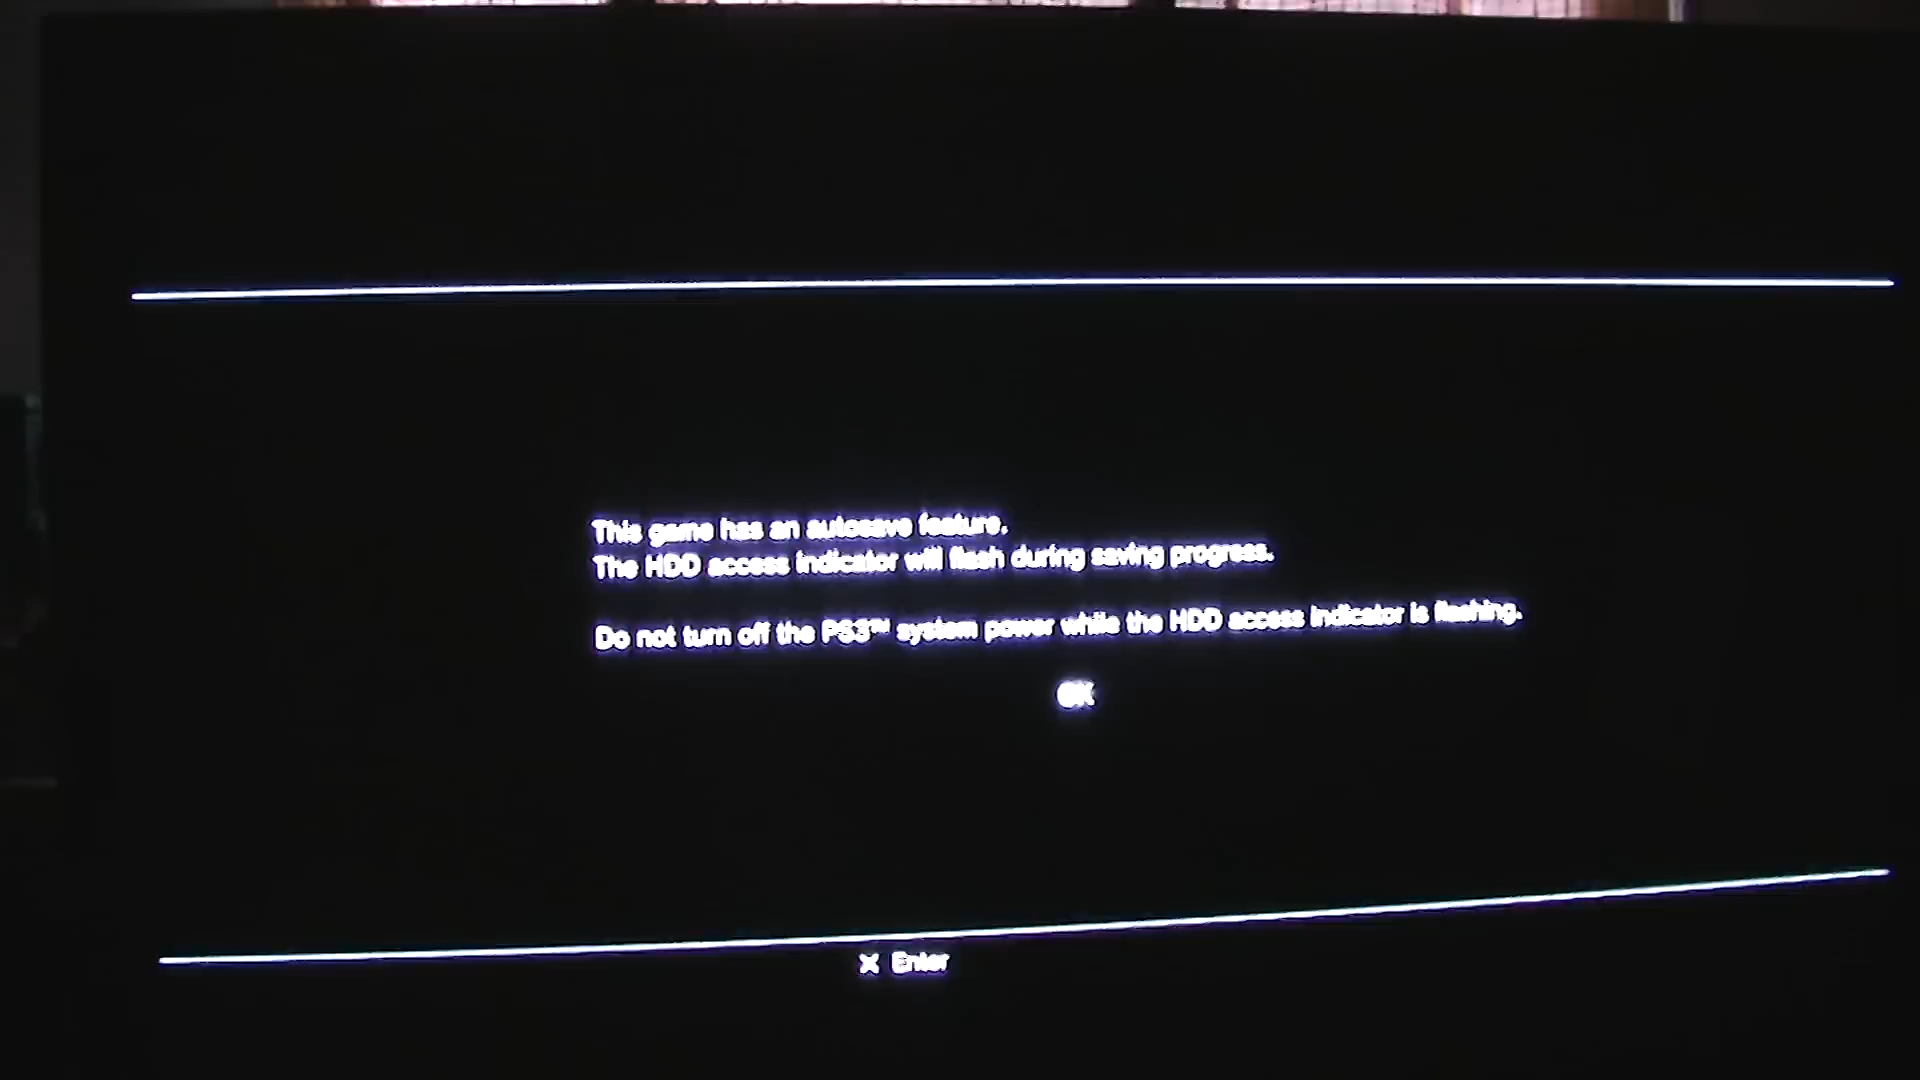 This game has an autosave feature.
The HDD access indicator will flash during saving progress.
Do not turn off the PS3™ system power while the HDD access indicator is flashing.
OK
X Enter